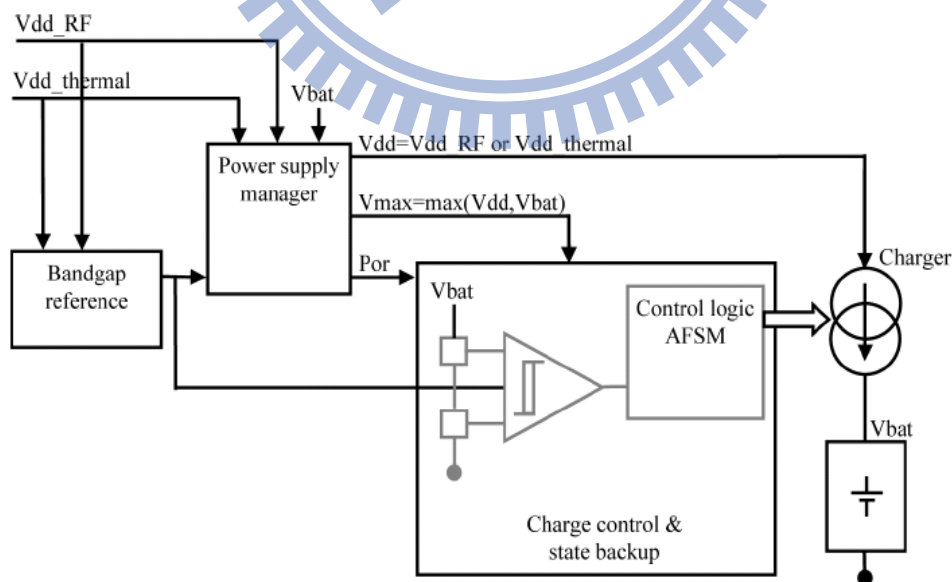 Vdd_RF
Vdd_thermal
Vbat
Power supply
manager
Vdd=Vdd_RF or Vdd_thermal
Vmax=max(Vdd,Vbat)
Por
Bandgap
reference
Charger
Vbat
Control logic
AFSM
Vbat
Charge control &
state backup